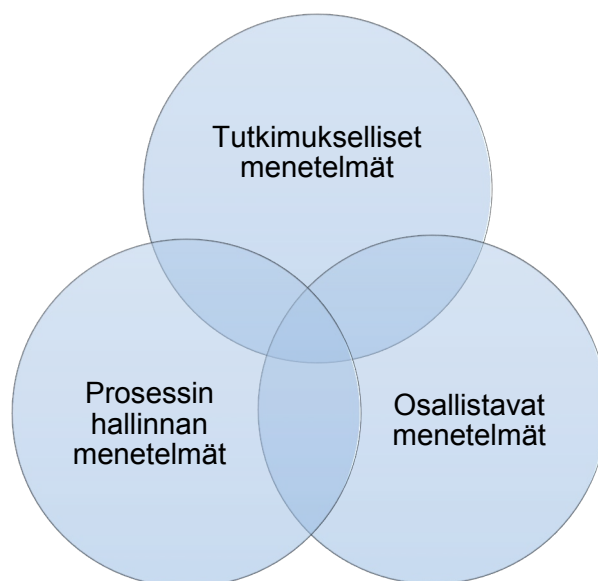 Tutkimukselliset
menetelmät
Prosessin
hallinnan
menetelmät
Osallistavat
menetelmät